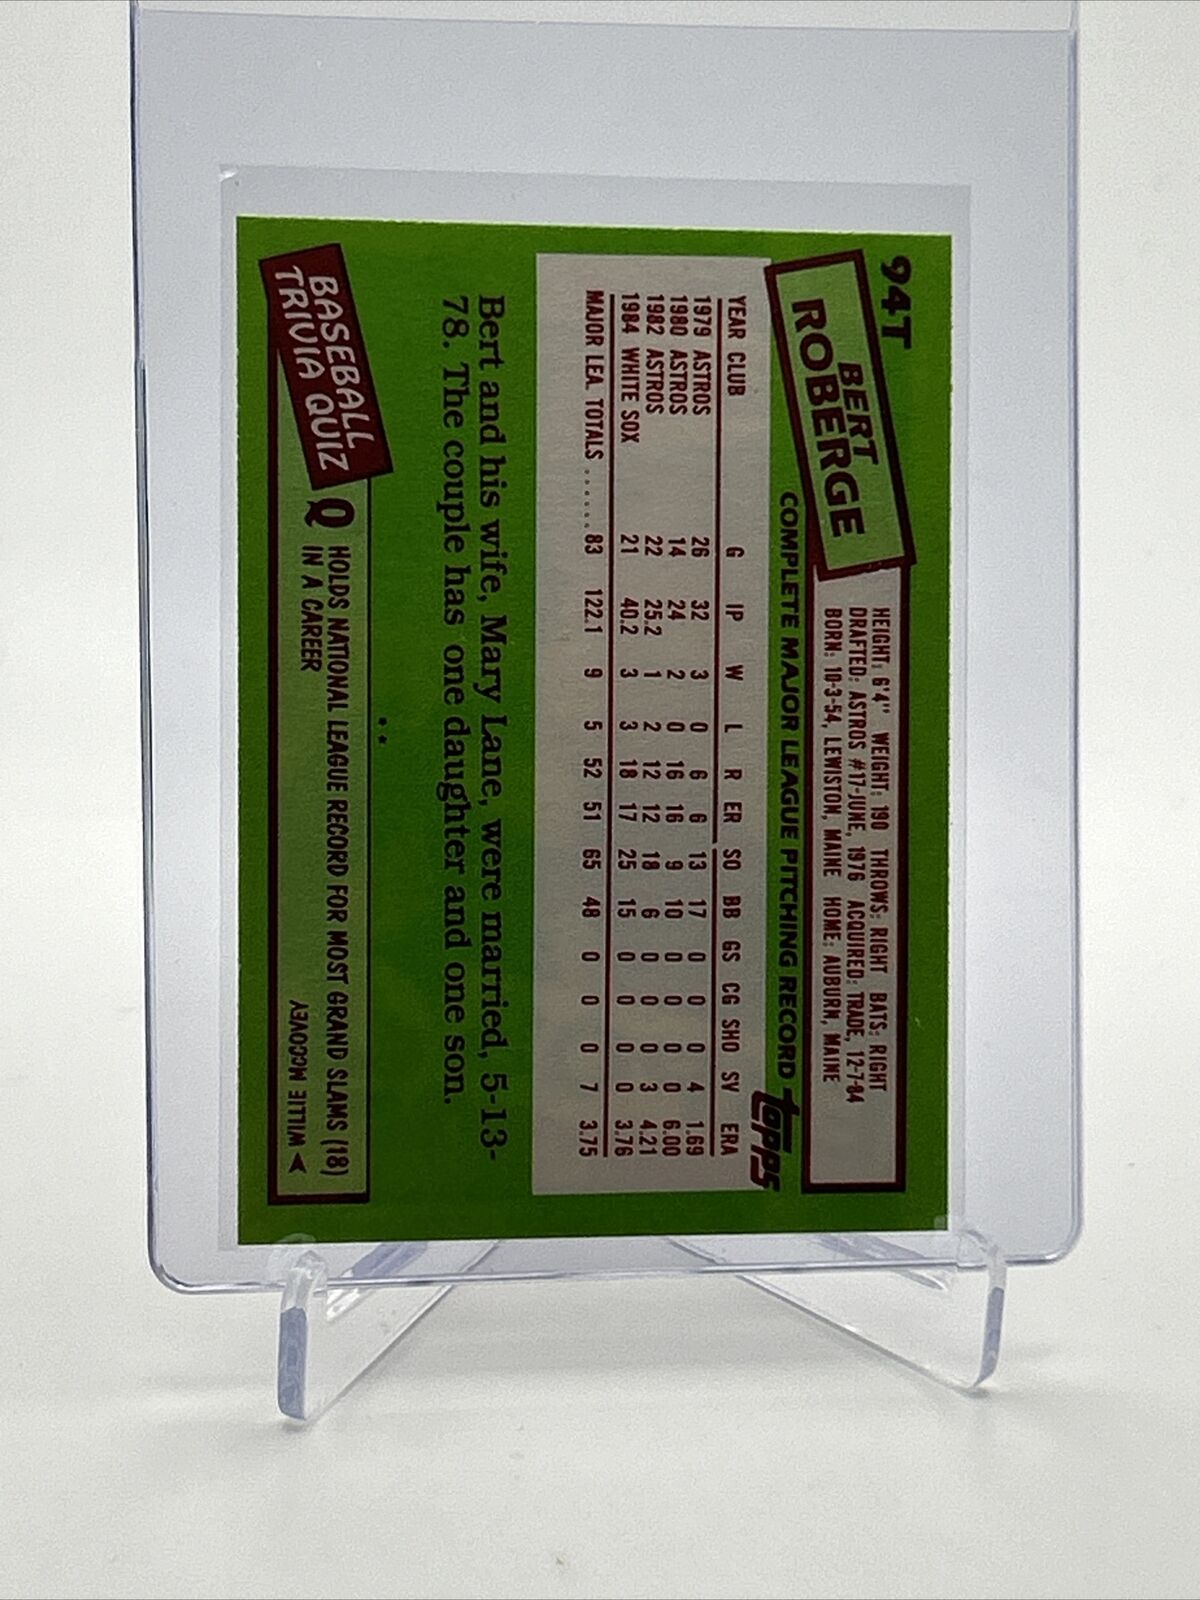 94T
BERT
ROBERGE
HEIGHT: 6'4" WEIGHT: 190 THROWS: RIGHT BATS: RIGHT
DRAFTED: ASTROS #17-JUNE, 1976 ACQUIRED: TRADE, 12-7-84
BORN: 10-3-54, LEWISTON, MAINE HOME: AUBURN, MAINE
COMPLETE MAJOR LEAGUE PITCHING RECORD
topps
YEAR CLUB G IP W L R ER SO BB GS CG SHO SV ERA
1979 ASTROS 26 32 3 0 6 6 13 17 0 0 0 4 1.69
1980 ASTROS 14 24 2 0 16 16 9 10 0 0 0 0 6.00
1982 ASTROS 22 25.2 1 2 12 12 18 6 0 0 0 3 4.21
1984 WHITE SOX 21 40.2 3 3 18 17 25 15 0 0 0 0 3.76
MAJOR LEA. TOTALS ...... 83 122.1 9 5 52 51 65 48 0 0 0 7 3.75
Bert and his wife, Mary Lane, were married, 5-13-
78. The couple has one daughter and one son.
BASEBALL
TRIVIA QUIZ
Q HOLDS NATIONAL LEAGUE RECORD FOR MOST GRAND SLAMS (18)
IN A CAREER
WILLIE MCCOVEY